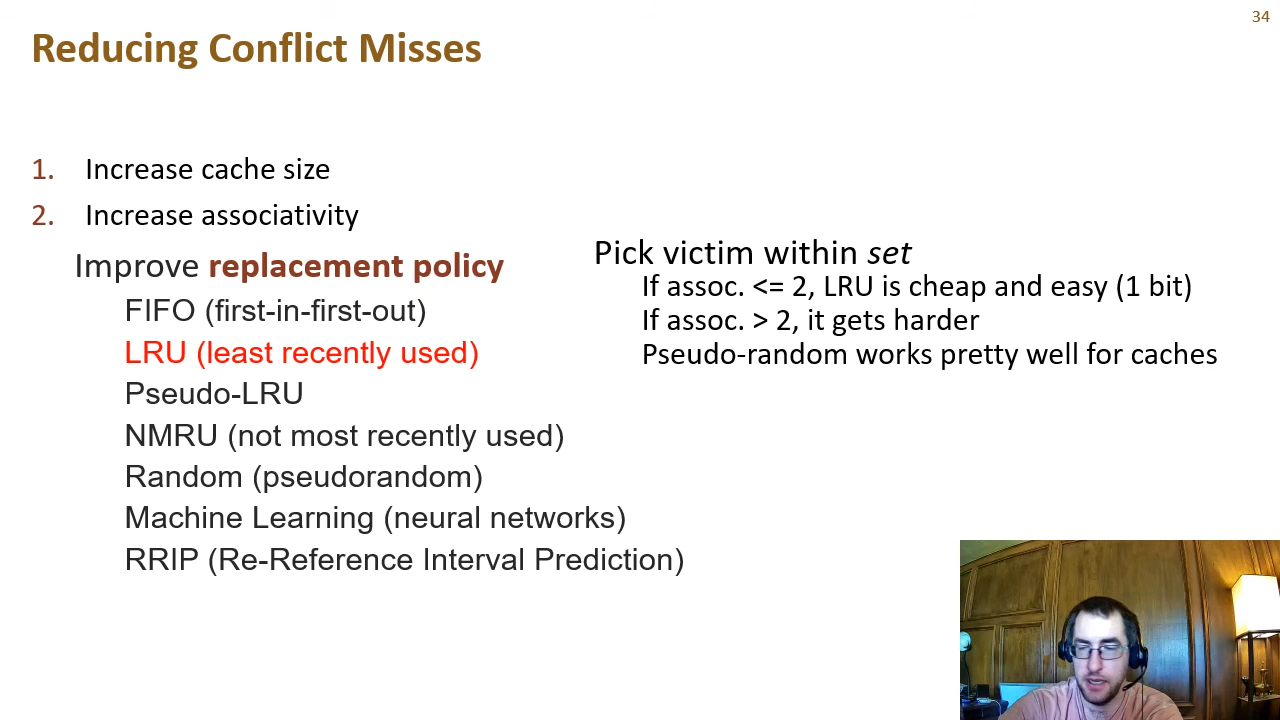 34
Reducing Conflict Misses
1. Increase cache size
2. Increase associativity
Improve replacement policy
FIFO (first-in-first-out)
LRU (least recently used)
Pseudo-LRU
NMRU (not most recently used)
Random (pseudorandom)
Machine Learning (neural networks)
RRIP (Re-Reference Interval Prediction)
Pick victim within set
If assoc. <= 2, LRU is cheap and easy (1 bit)
If assoc. > 2, it gets harder
Pseudo-random works pretty well for caches